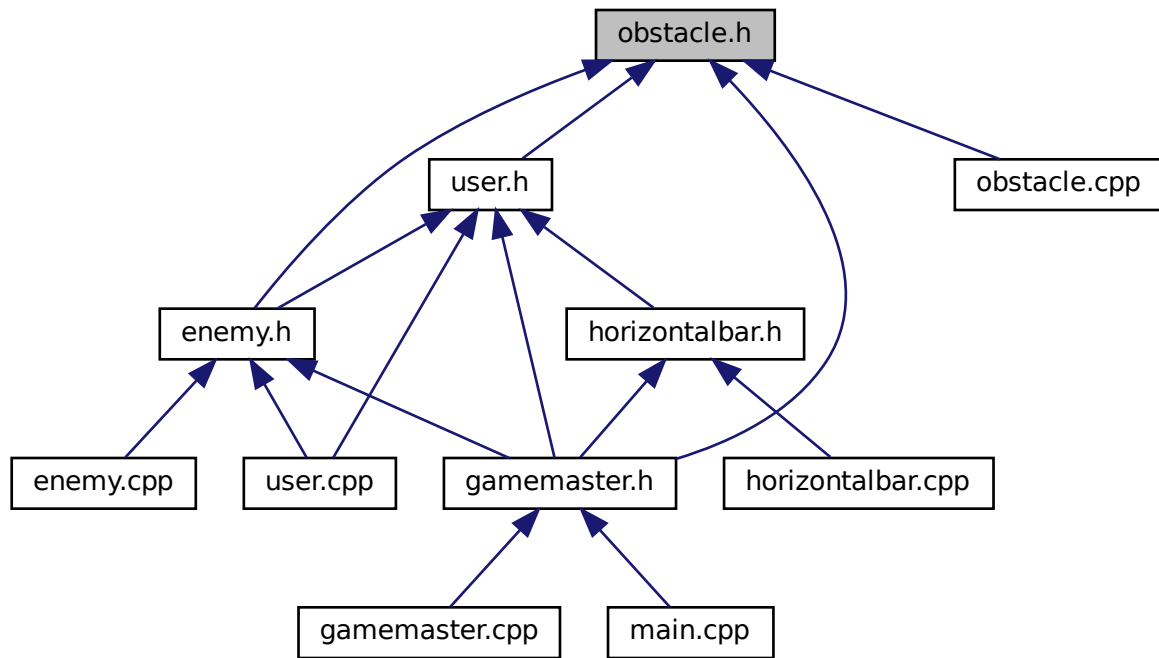 obstacle.h
user.h
obstacle.cpp
enemy.h
horizontalbar.h
enemy.cpp
user.cpp
gamemaster.h
horizontalbar.cpp
gamemaster.cpp
main.cpp